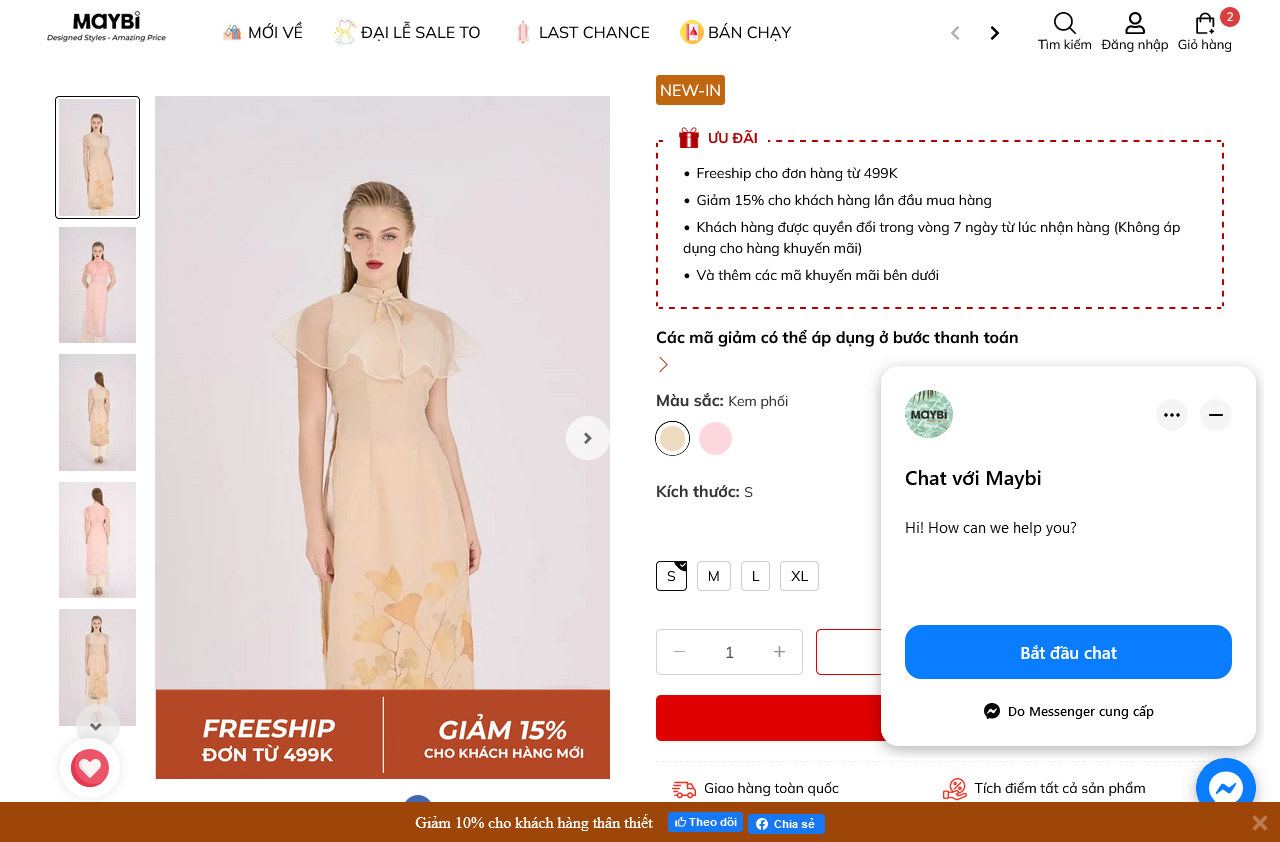 MAYBi
Designed Styles - Amazing Price
MỚI VỀ
ĐẠI LỄ SALE TO
LAST CHANCE
BÁN CHẠY
Tìm kiếm
Đăng nhập
2
Giỏ hàng
NEW-IN
ƯU ĐÃI
• Freeship cho đơn hàng từ 499K
• Giảm 15% cho khách hàng lần đầu mua hàng
• Khách hàng được quyền đổi trong vòng 7 ngày từ lúc nhận hàng (Không áp
dụng cho hàng khuyến mãi)
• Và thêm các mã khuyến mãi bên dưới
Các mã giảm có thể áp dụng ở bước thanh toán
Màu sắc: Kem phối
Kích thước: S
S
M
L
XL
1
FREESHIP
ĐƠN TỪ 499K
GIẢM 15%
CHO KHÁCH HÀNG MỚI
MAYBi
Chat với Maybi
Hi! How can we help you?
Bắt đầu chat
Do Messenger cung cấp
Giao hàng toàn quốc
Tích điểm tất cả sản phẩm
Giảm 10% cho khách hàng thân thiết
Theo dõi
Chia sẻ